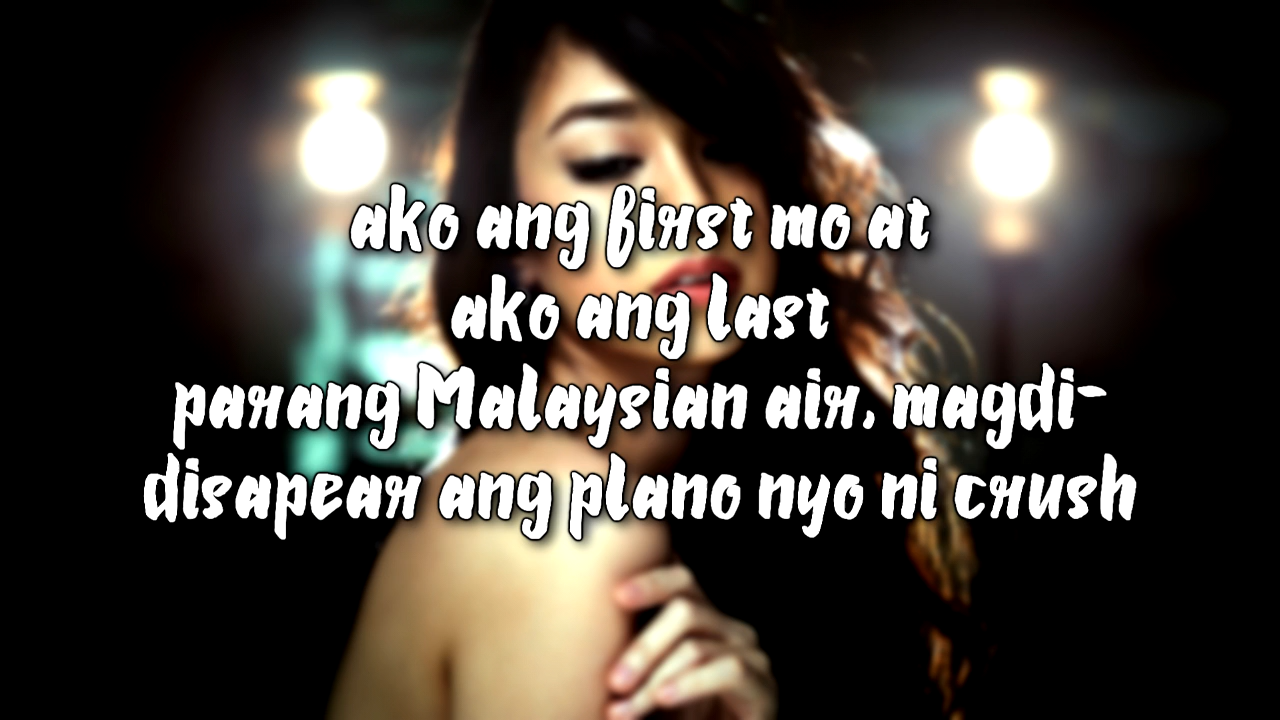 ako ang first mo at
ako ang last
parang Malaysian air, magdi-
disapear ang plano nyo ni crush